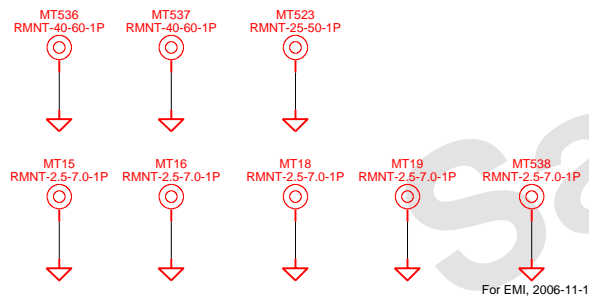 MT536 MT537 MT523
RMNT-40-60-1P RMNT-40-60-1P RMNT-25-50-1P
MT15 MT16 MT18 MT19 MT538
RMNT-2.5-7.0-1P RMNT-2.5-7.0-1P RMNT-2.5-7.0-1P RMNT-2.5-7.0-1P RMNT-2.5-7.0-1P
For EMI, 2006-11-1